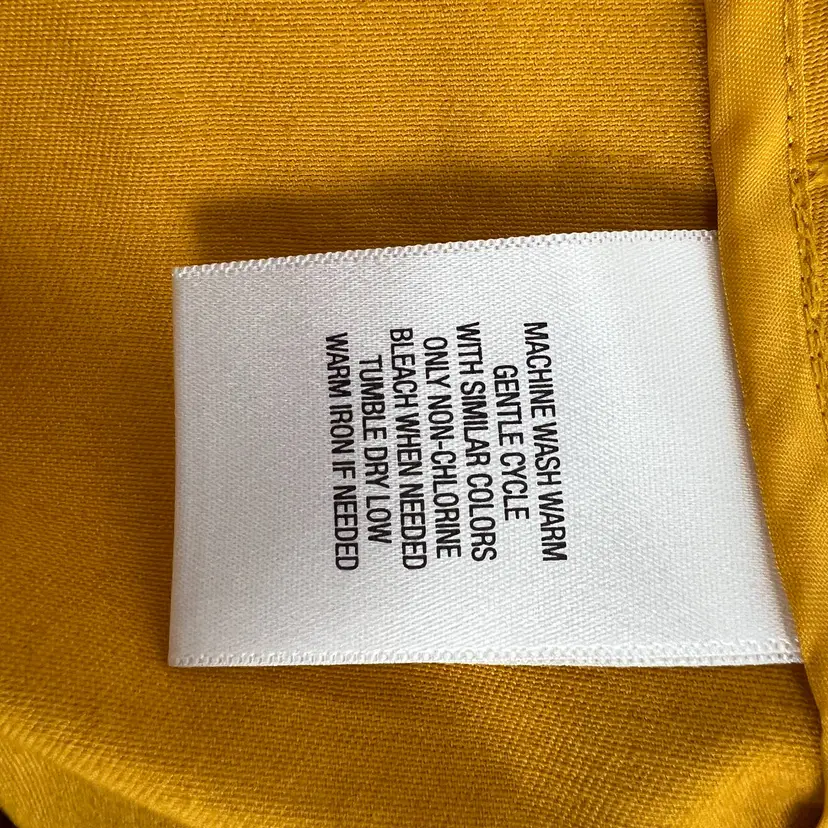 MACHINE WASH WARM
GENTLE CYCLE
WITH SIMILAR COLORS
ONLY NON-CHLORINE
BLEACH WHEN NEEDED
TUMBLE DRY LOW
WARM IRON IF NEEDED